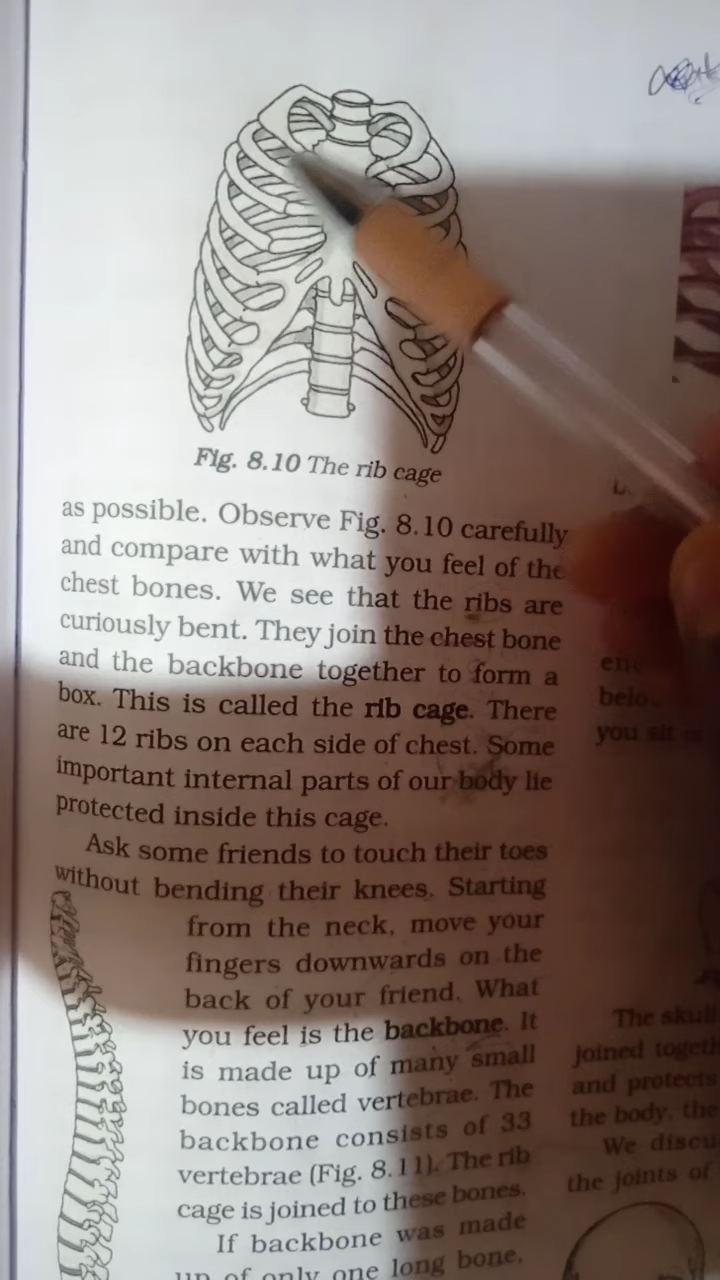 Fig. 8.10 The rib cage
as possible. Observe Fig. 8.10 carefully
and compare with what you feel of the
chest bones. We see that the ribs are
curiously bent. They join the chest bone
and the backbone together to form a
box. This is called the rib cage. There
are 12 ribs on each side of chest. Some
important internal parts of our body lie
protected inside this cage.
Ask some friends to touch their toes
without bending their knees. Starting
from the neck, move your
fingers downwards on the
back of your friend. What
you feel is the backbone. It
is made up of many small
bones called vertebrae. The
backbone consists of 33
vertebrae (Fig. 8.11). The rib
cage is joined to these bones.
If backbone was made
up of only one long bone,
you sit
The skull
joined
and protects
the body, the
We
the joints of